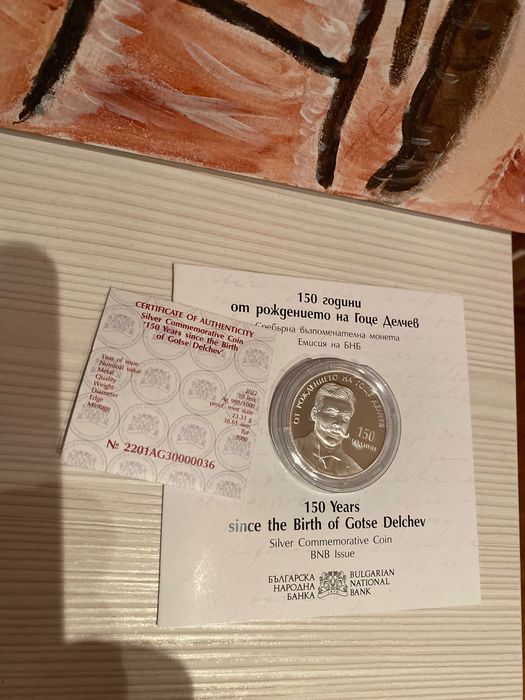 150 години
от рождението на Гоце Делчев
Сребърна възпоменателна монета
Емисия на БНБ
CERTIFICATE OF AUTHENTICITY
Silver Commemorative Coin
'150 Years since the Birth
of Gotse Delchev'
Year of issue 2022
Nominal value 10 leva
Metal Ag 999/1000
Quality proof, mint state
Weight 23.33 g
Diameter 38.61 mm
Edge flat
Mintage 3000
№ 2201AG30000036
ОТ РОЖДЕНИЕТО НА ГОЦЕ ДЕЛЧЕВ
150
ГОДИНИ
150 Years
since the Birth of Gotse Delchev
Silver Commemorative Coin
BNB Issue
БЪЛГАРСКА
НАРОДНА
БАНКА
BULGARIAN
NATIONAL
BANK